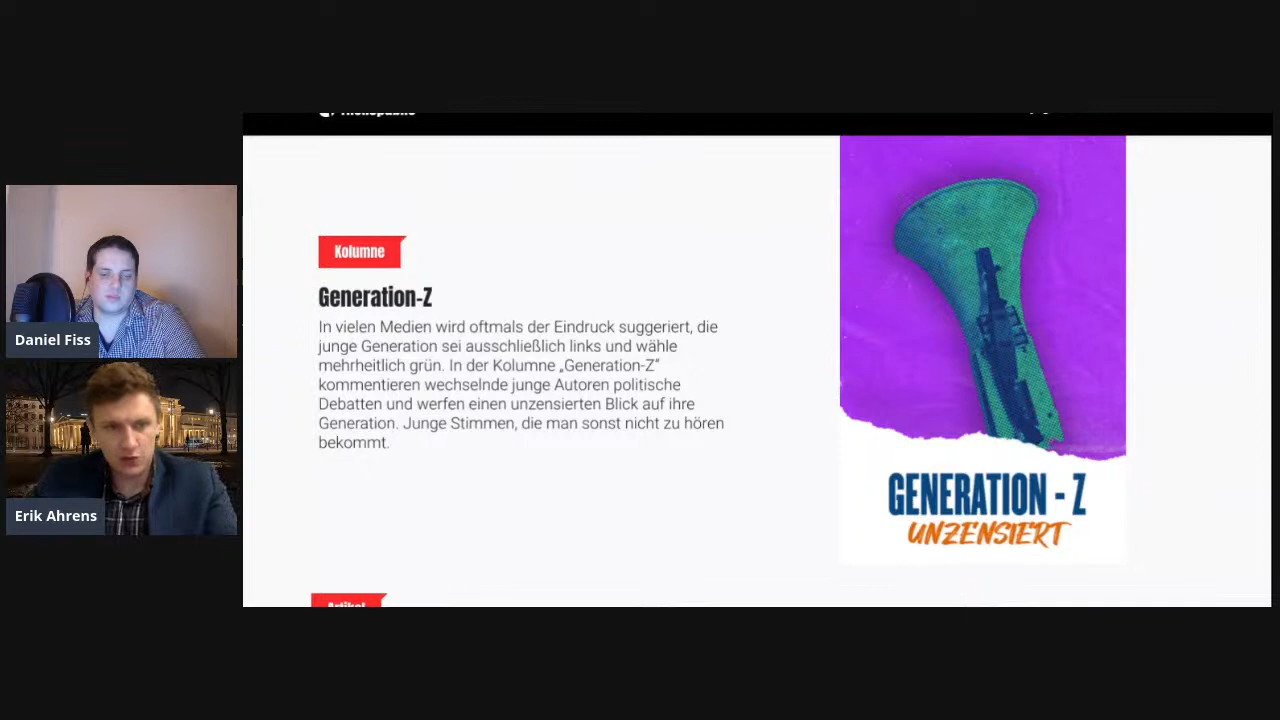 Kolumne
Generation-Z
In vielen Medien wird oftmals der Eindruck suggeriert, die
junge Generation sei ausschließlich links und wähle
mehrheitlich grün. In der Kolumne „Generation-Z“
kommentieren wechselnde junge Autoren politische
Debatten und werfen einen unzensierten Blick auf ihre
Generation. Junge Stimmen, die man sonst nicht zu hören
bekommt.
GENERATION - Z
UNZENSIERT
Artikel
Daniel Fiss
Erik Ahrens